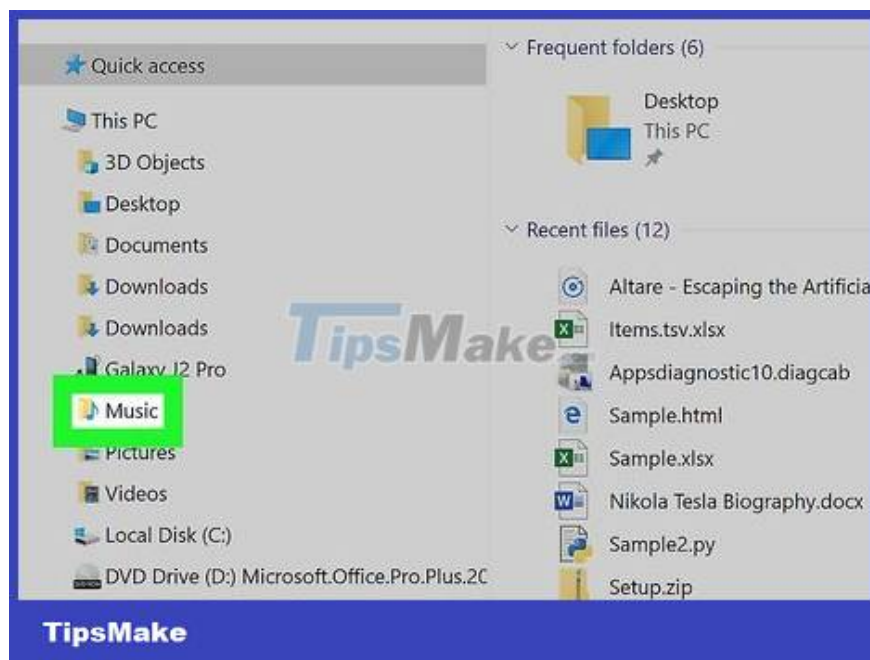 Quick access
This PC
3D Objects
Desktop
Documents
Downloads
Downloads
Galaxy J2 Pro
Music
Pictures
Videos
Local Disk (C:)
DVD Drive (D:) Microsoft.Office.Pro.Plus.20
Frequent folders (6)
Desktop
This PC
Recent files (12)
Altare - Escaping the Artificia
Items.tsv.xlsx
Appsdiagnostic10.diagcab
Sample.html
Sample.xlsx
Nikola Tesla Biography.docx
Sample2.py
Setup.zip
TipsMake
TipsMake